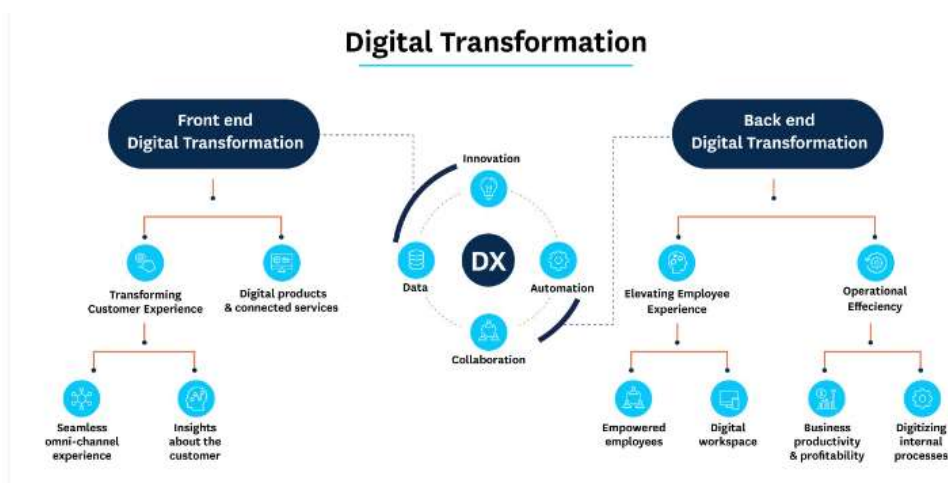 Digital Transformation
Front end
Digital Transformation
Back end
Digital Transformation
Innovation
Data
DX
Automation
Collaboration
Transforming
Customer Experience
Digital products
& connected services
Elevating Employee
Experience
Operational
Effeciency
Seamless
omni-channel
experience
Insights
about the
customer
Empowered
employees
Digital
workspace
Business
productivity
& profitability
Digitizing
internal
processes